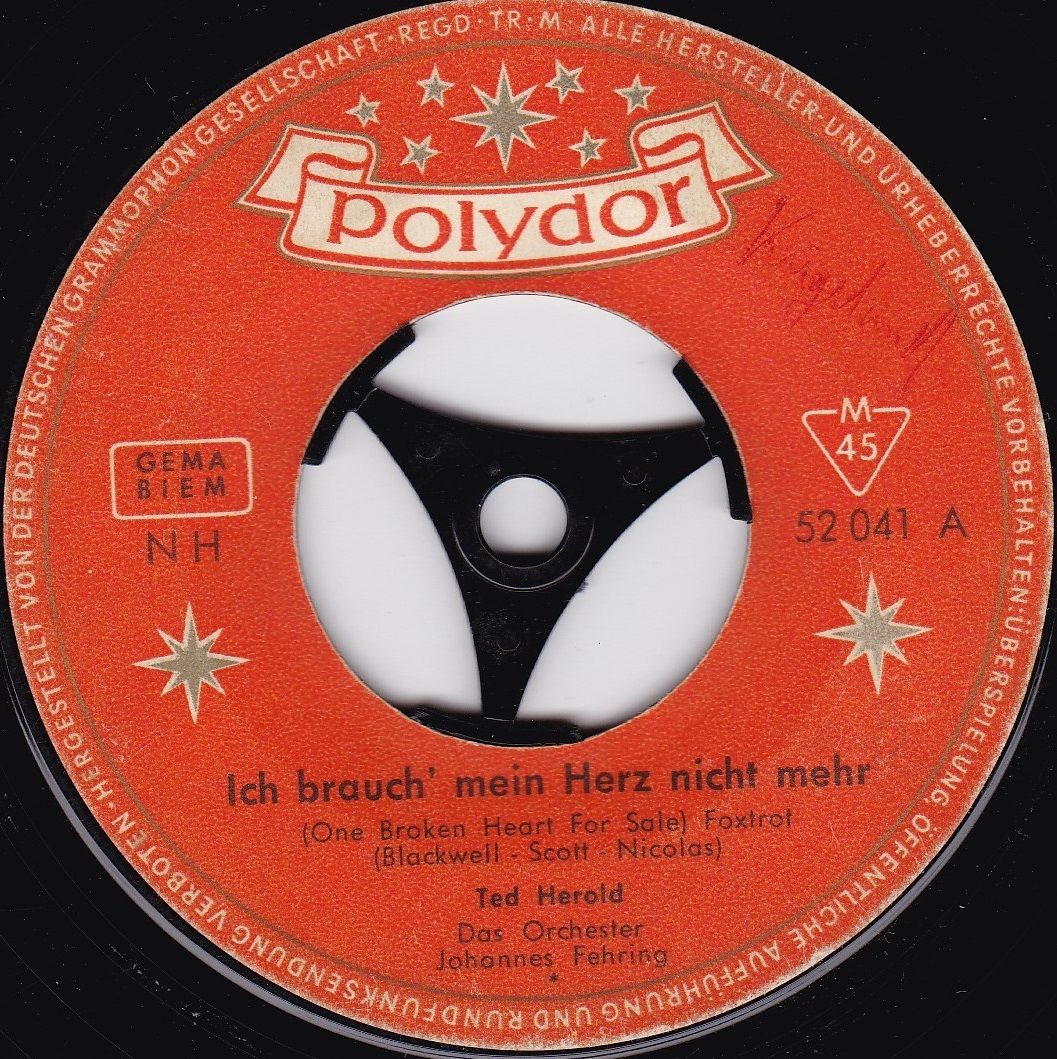 HERGESTELLT VON DER DEUTSCHEN GRAMMOPHON GESELLSCHAFT · REGD · TR · M · ALLE HERSTELLER- UND URHEBERRECHTE VORBEHALTEN: ÜBERSPIELUNG, ÖFFENTLICHE AUFFÜHRUNG UND RUNDFUNKSENDUNG VERBOTEN ·
polydor
M
45
GEMA
BIEM
NH
52 041 A
Ich brauch' mein Herz nicht mehr
(One Broken Heart For Sale) Foxtrot
(Blackwell - Scott - Nicolas)
Ted Herold
Das Orchester
Johannes Fehring
*